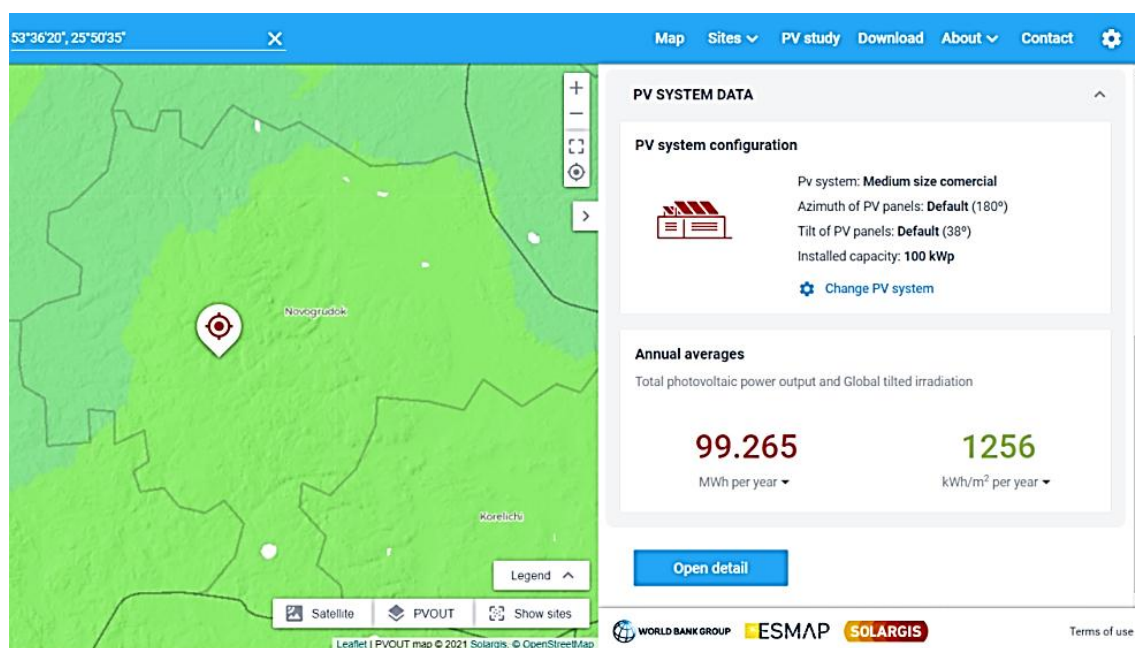 53°36'20", 25°50'35"
Map Sites PV study Download About Contact
Novogrudok
Korelichi
Legend
Satellite PVOUT Show sites
Leaflet | PVOUT map © 2021 Solargis, © OpenStreetMap
PV SYSTEM DATA
PV system configuration
Pv system: Medium size comercial
Azimuth of PV panels: Default (180º)
Tilt of PV panels: Default (38º)
Installed capacity: 100 kWp
Change PV system
Annual averages
Total photovoltaic power output and Global tilted irradiation
99.265 1256
MWh per year kWh/m² per year
Open detail
WORLD BANK GROUP ESMAP SOLARGIS Terms of use